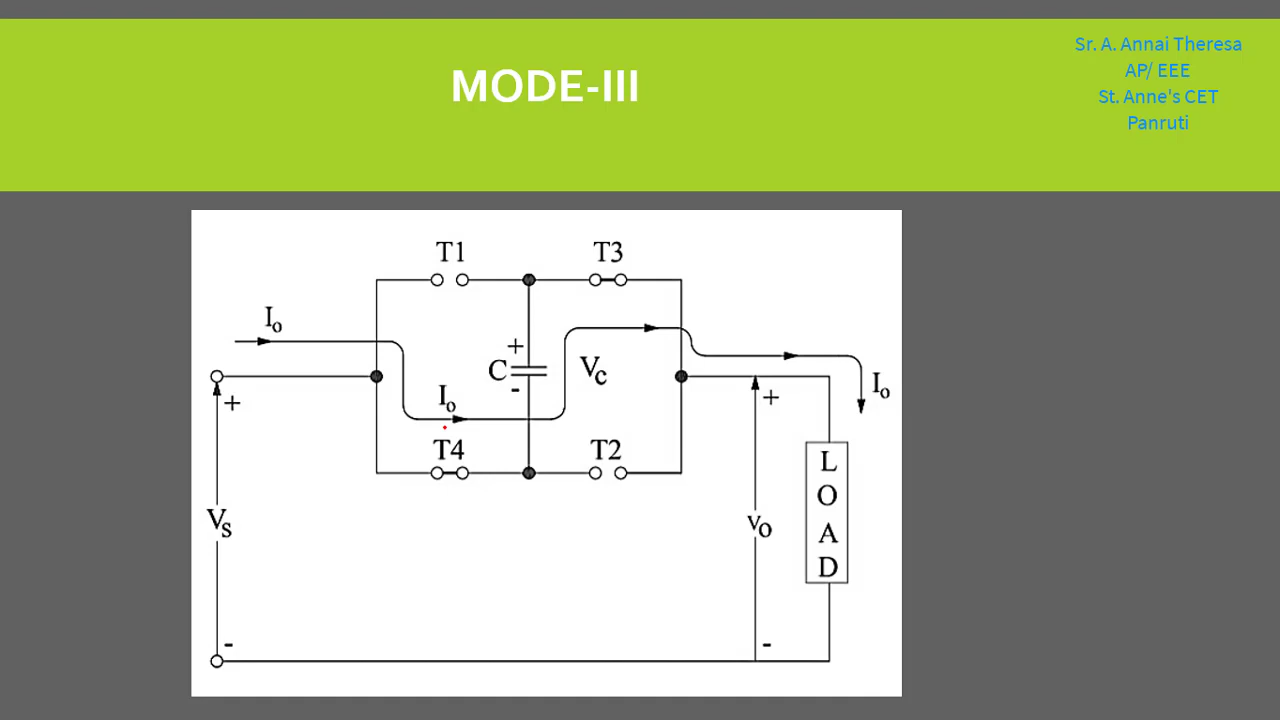 MODE-III
Sr. A. Annai Theresa
AP/ EEE
St. Anne's CET
Panruti
T1
T3
Io
+
C
-
Vc
Io
Io
+
+
T4
T2
L
O
A
D
Vs
vo
-
-